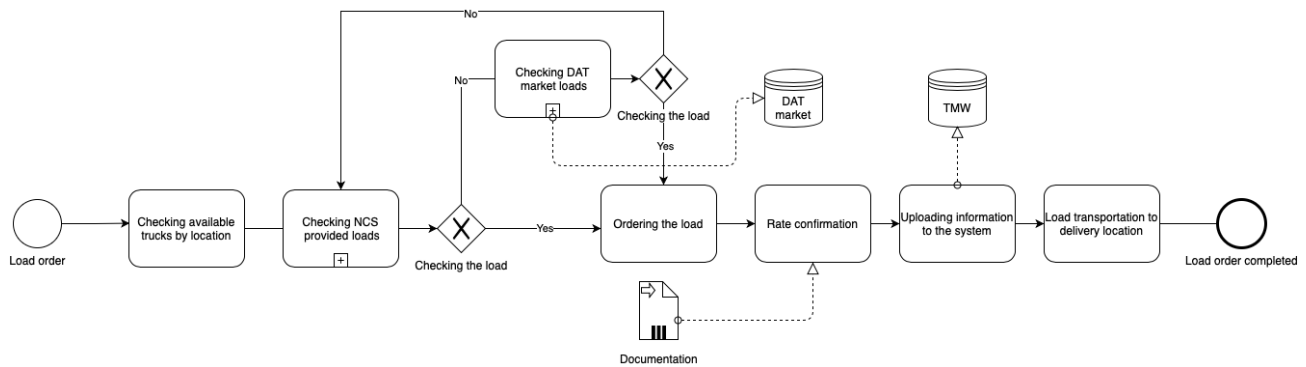 No
Checking DAT
market loads
+
No
Checking the load
DAT
market
TMW
Yes
Checking available
trucks by location
Checking NCS
provided loads
+
Yes
Ordering the load
Rate confirmation
Uploading information
to the system
Load transportation to
delivery location
Load order
Checking the load
Load order completed
Documentation